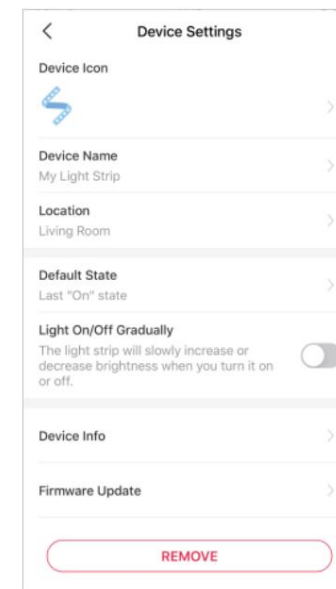 Device Settings
Device Icon
Device Name
My Light Strip
Location
Living Room
Default State
Last "On" state
Light On/Off Gradually
The light strip will slowly increase or
decrease brightness when you turn it on
or off.
Device Info
Firmware Update
REMOVE